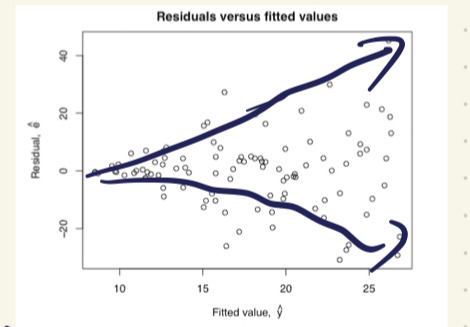 Residuals versus fitted values
40
20
0
-20
Residual, ê
10 15 20 25
Fitted value, ŷ